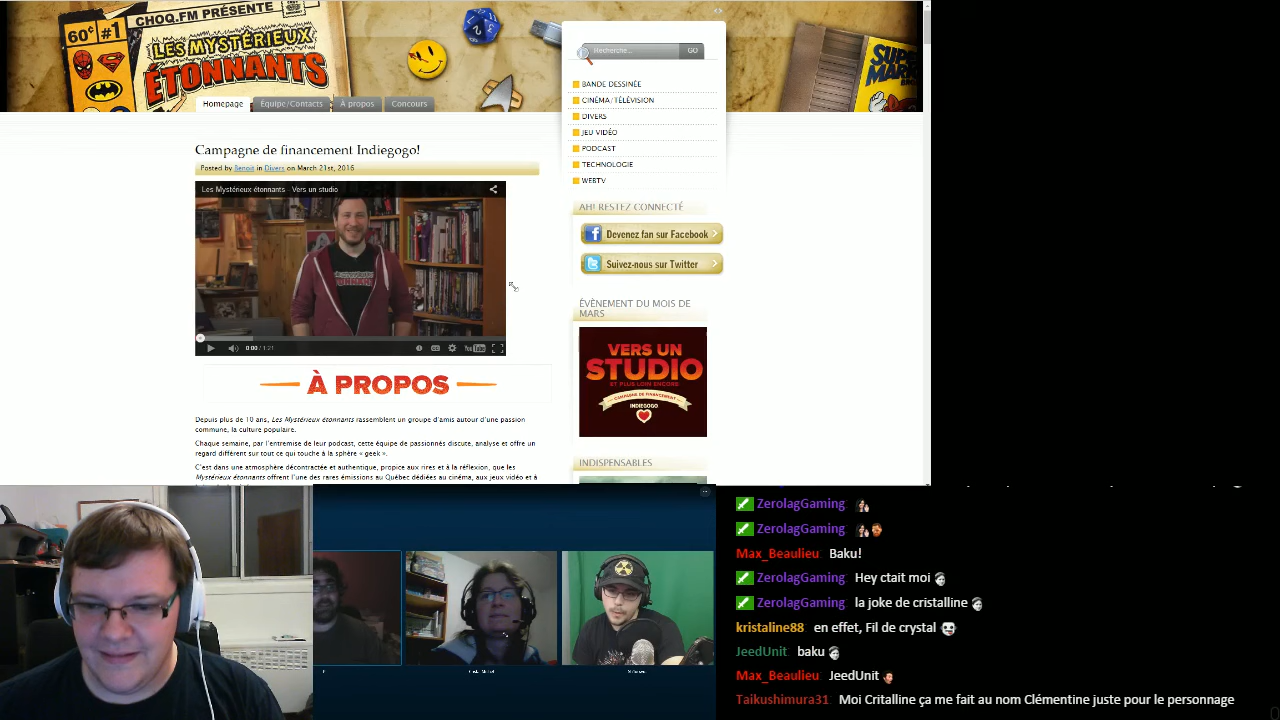 60¢ #1
CHOQ.FM PRÉSENTE
LES MYSTÉRIEUX
ÉTONNANTS
SUPER
Homepage
Équipe/Contacts
À propos
Concours
Recherche...
GO
BANDE DESSINÉE
CINÉMA/TÉLÉVISION
DIVERS
JEU VIDÉO
PODCAST
TECHNOLOGIE
WEBTV
Campagne de financement Indiegogo!
Posted by Benoit in Divers on March 21st, 2016
Les Mystérieux étonnants - Vers un studio
0:00 / 1:21
YouTube
À PROPOS
Depuis plus de 10 ans, Les Mystérieux étonnants rassemblent un groupe d'amis autour d'une passion
commune, la culture populaire.
Chaque semaine, par l'entremise de leur podcast, cette équipe de passionnés discute, analyse et offre un
regard différent sur tout ce qui touche à la sphère « geek ».
C'est dans une atmosphère décontractée et authentique, propice aux rires et à la réflexion, que les
Mystérieux étonnants offrent l'une des rares émissions au Québec dédiées au cinéma, aux jeux vidéo et à
AH! RESTEZ CONNECTÉ
Devenez fan sur Facebook
Suivez-nous sur Twitter
ÉVÈNEMENT DU MOIS DE
MARS
VERS UN
STUDIO
ET PLUS LOIN ENCORE
CAMPAGNE DE FINANCEMENT
INDIEGOGO
INDISPENSABLES
ZerolagGaming:
ZerolagGaming:
Max_Beaulieu: Baku!
ZerolagGaming: Hey ctait moi
ZerolagGaming: la joke de cristalline
kristaline88: en effet, Fil de crystal
JeedUnit: baku
Max_Beaulieu: JeedUnit
Taikushimura31: Moi Critalline ça me fait au nom Clémentine juste pour le personnage